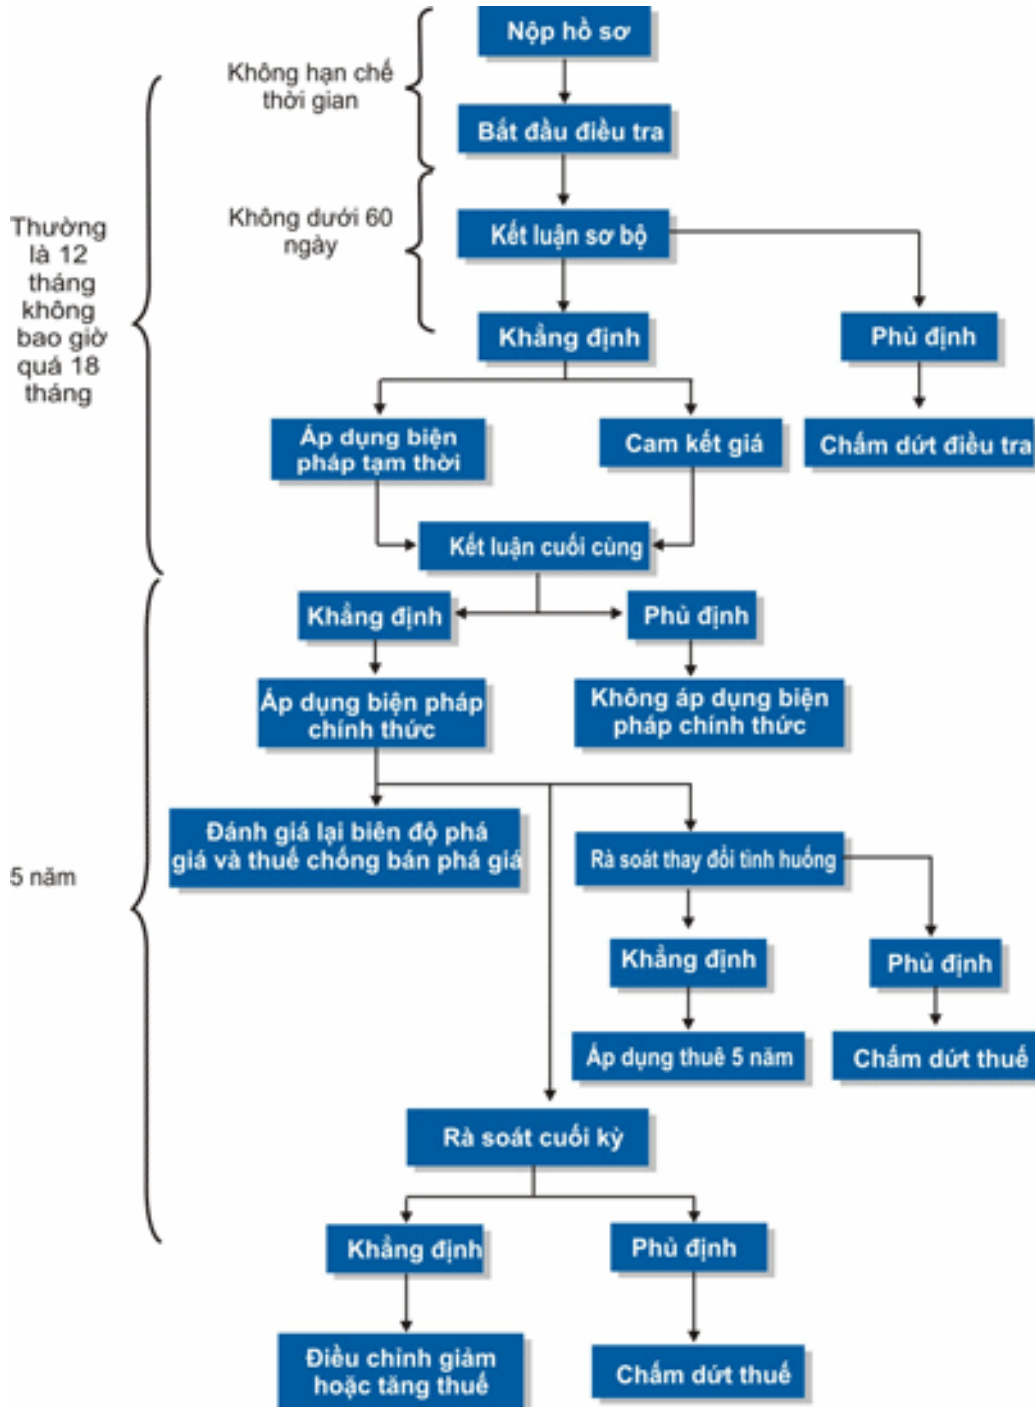 Nộp hồ sơ
Không hạn chế
thời gian
Bắt đầu điều tra
Không dưới 60
ngày
Kết luận sơ bộ
Thường
là 12
tháng
không
bao giờ
quá 18
tháng
Khẳng định
Phủ định
Áp dụng biện
pháp tạm thời
Cam kết giá
Chấm dứt điều tra
Kết luận cuối cùng
Khẳng định
Phủ định
Áp dụng biện pháp
chính thức
Không áp dụng biện
pháp chính thức
Đánh giá lại biên độ phá
giá và thuế chống bán phá giá
Rà soát thay đổi tình huống
5 năm
Khẳng định
Phủ định
Áp dụng thuê 5 năm
Chấm dứt thuế
Rà soát cuối kỳ
Khẳng định
Phủ định
Điều chỉnh giảm
hoặc tăng thuế
Chấm dứt thuế